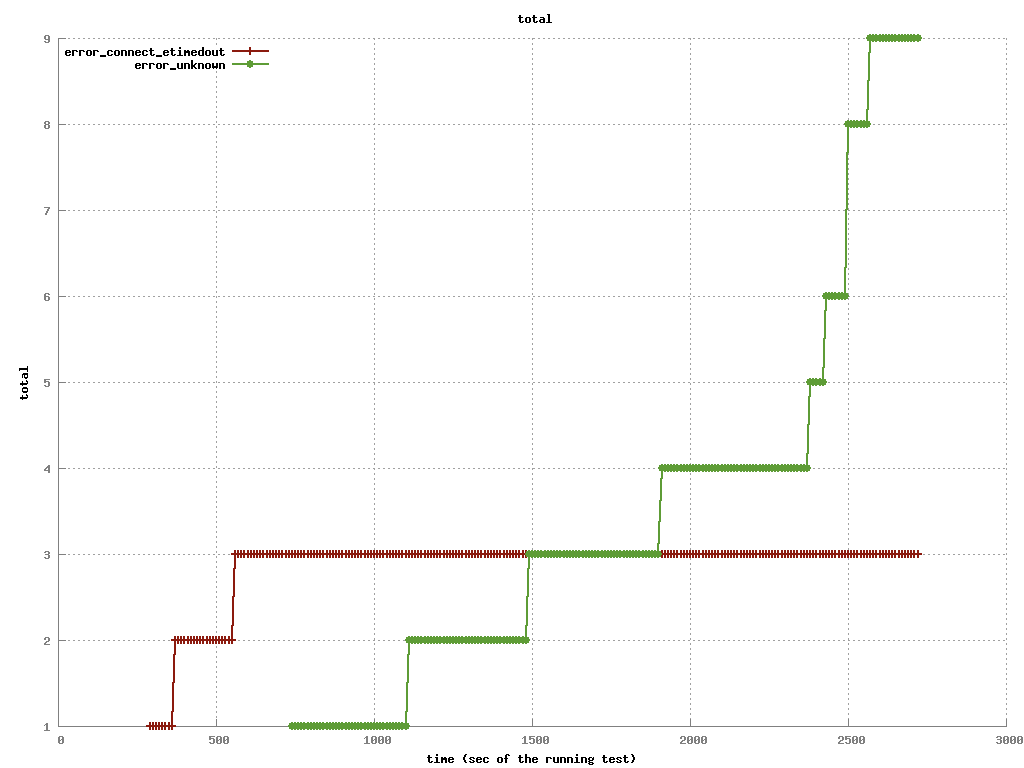 total
9
error_connect_etimedout
error_unknown
8
7
6
total
5
4
3
2
1
0 500 1000 1500 2000 2500 3000
time (sec of the running test)